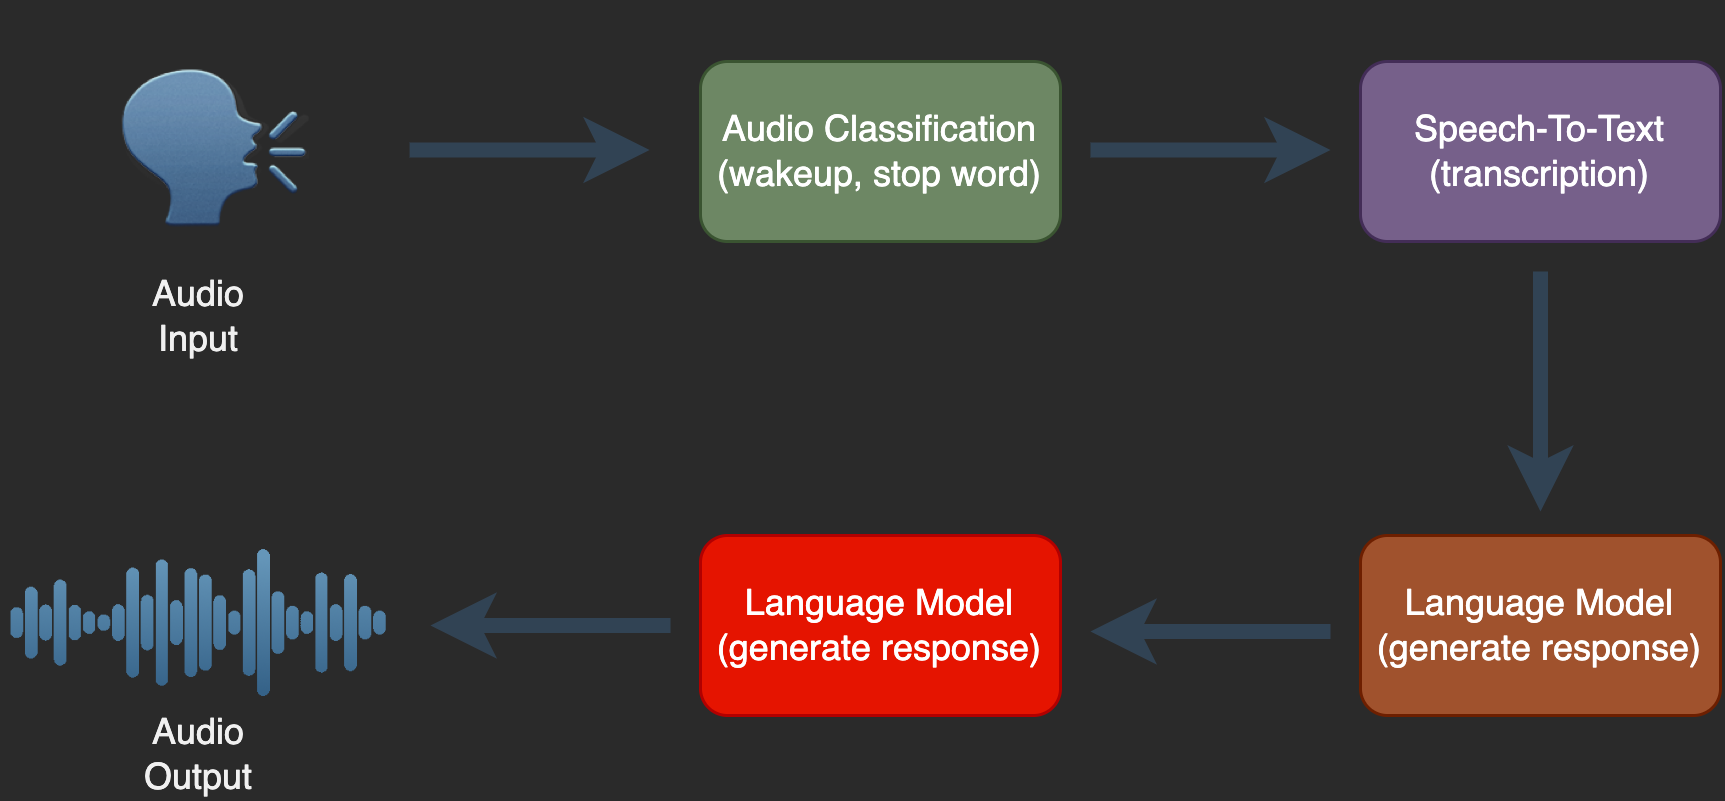 Audio
Input
Audio Classification
(wakeup, stop word)
Speech-To-Text
(transcription)
Language Model
(generate response)
Language Model
(generate response)
Audio
Output